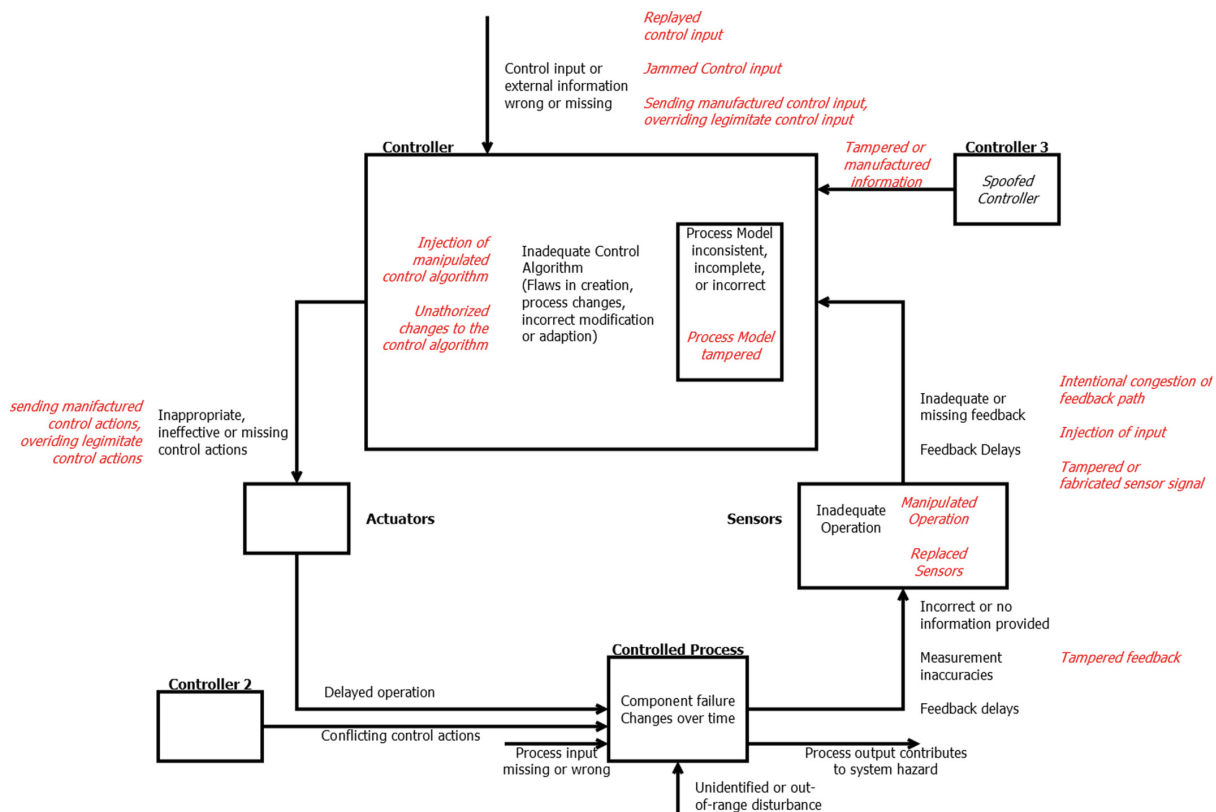 Replayed
control input
Control input or
external information
wrong or missing
Jammed Control input
Sending manufactured control input,
overriding legimitate control input
Controller
Tampered or
manufactured
information
Controller 3
Spoofed
Controller
Injection of
manipulated
control algorithm
Unathorized
changes to the
control algorithm
Inadequate Control
Algorithm
(Flaws in creation,
process changes,
incorrect modification
or adaption)
Process Model
inconsistent,
incomplete,
or incorrect
Process Model
tampered
sending manifactured
control actions,
overiding legimitate
control actions
Inappropriate,
ineffective or missing
control actions
Inadequate or
missing feedback
Feedback Delays
Intentional congestion of
feedback path
Injection of input
Tampered or
fabricated sensor signal
Actuators
Sensors
Inadequate
Operation
Manipulated
Operation
Replaced
Sensors
Incorrect or no
information provided
Measurement
inaccuracies
Feedback delays
Tampered feedback
Controlled Process
Component failure
Changes over time
Controller 2
Delayed operation
Conflicting control actions
Process input
missing or wrong
Process output contributes
to system hazard
Unidentified or out-
of-range disturbance